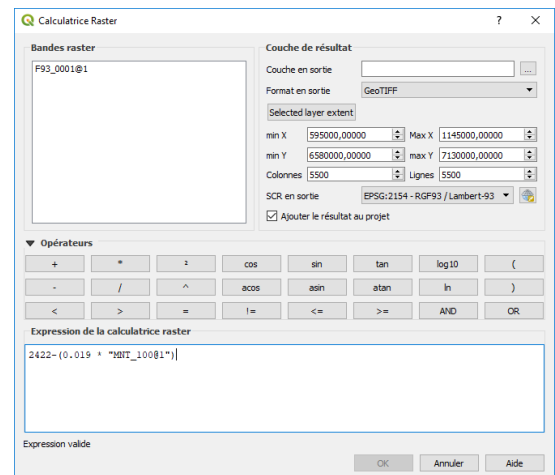 Calculatrice Raster ? ×
Bandes raster
F93_0001@1
Couche de résultat
Couche en sortie ...
Format en sortie GeoTIFF
Selected layer extent
min X 595000,00000 Max X 1145000,00000
min Y 6580000,00000 max Y 7130000,00000
Colonnes 5500 Lignes 5500
SCR en sortie EPSG:2154 - RGF93 / Lambert-93
Ajouter le résultat au projet
Opérateurs
+ * ² cos sin tan log10 (
- / ^ acos asin atan ln )
< > = != <= >= AND OR
Expression de la calculatrice raster
2422-(0.019 * "MNT_100@1")
Expression valide
OK Annuler Aide